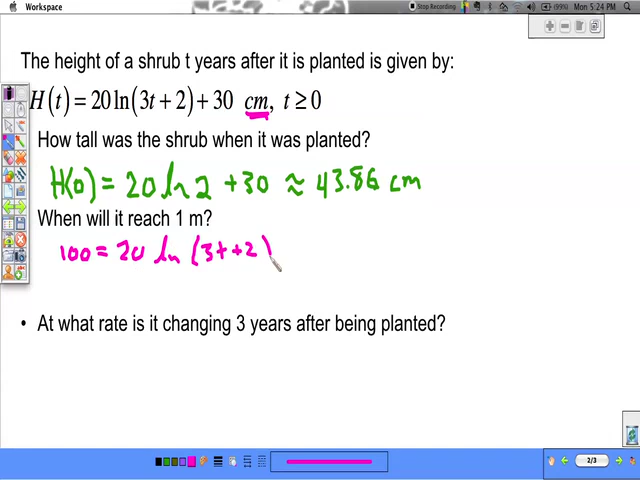 Workspace Stop Recording (99%) Mon 5:24 PM
The height of a shrub t years after it is planted is given by:
H(t) = 20 ln(3t + 2) + 30 cm, t ≥ 0
How tall was the shrub when it was planted?
H(0) = 20 ln 2 + 30 ≈ 43.86 cm
When will it reach 1 m?
100 = 20 ln (3t + 2)
• At what rate is it changing 3 years after being planted?
2/3